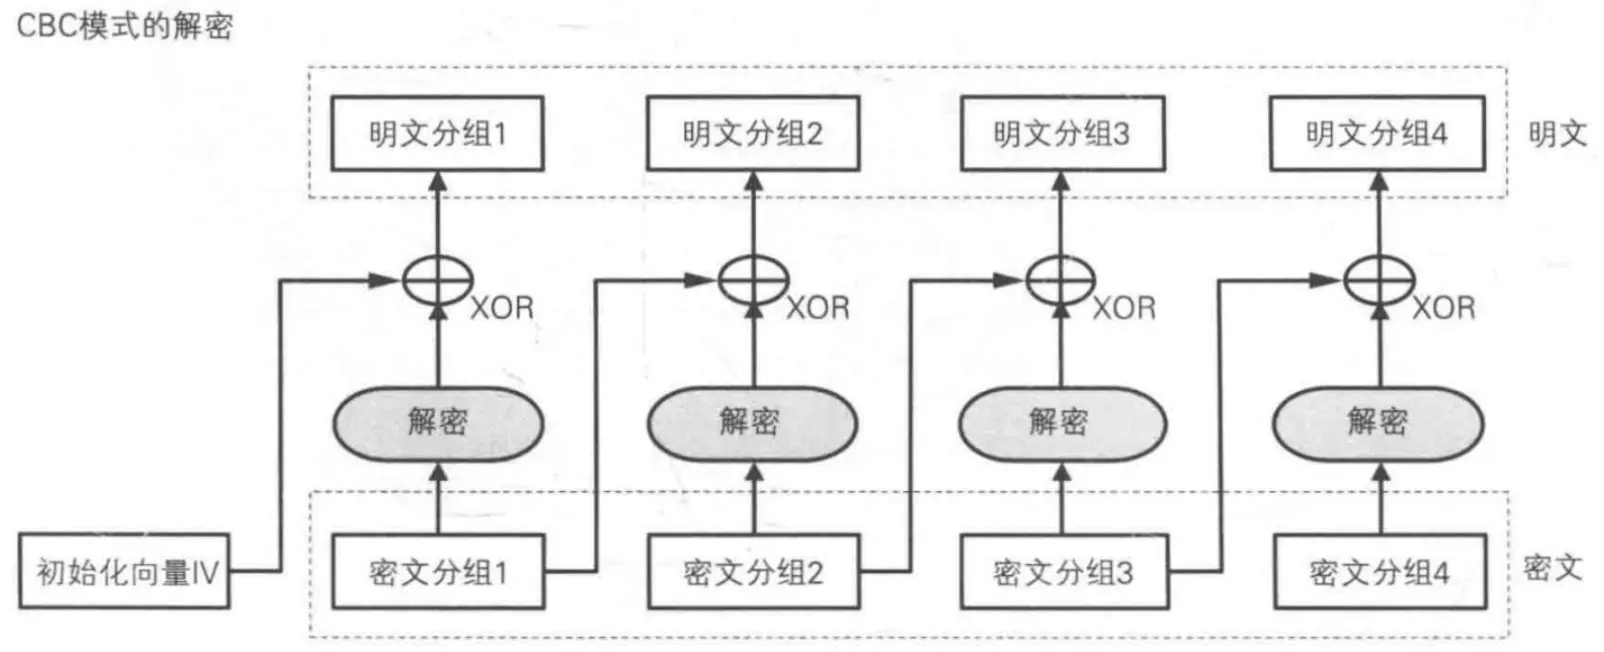 CBC模式的解密
明文分组1 明文分组2 明文分组3 明文分组4 明文
XOR XOR XOR XOR
解密 解密 解密 解密
初始化向量IV 密文分组1 密文分组2 密文分组3 密文分组4 密文